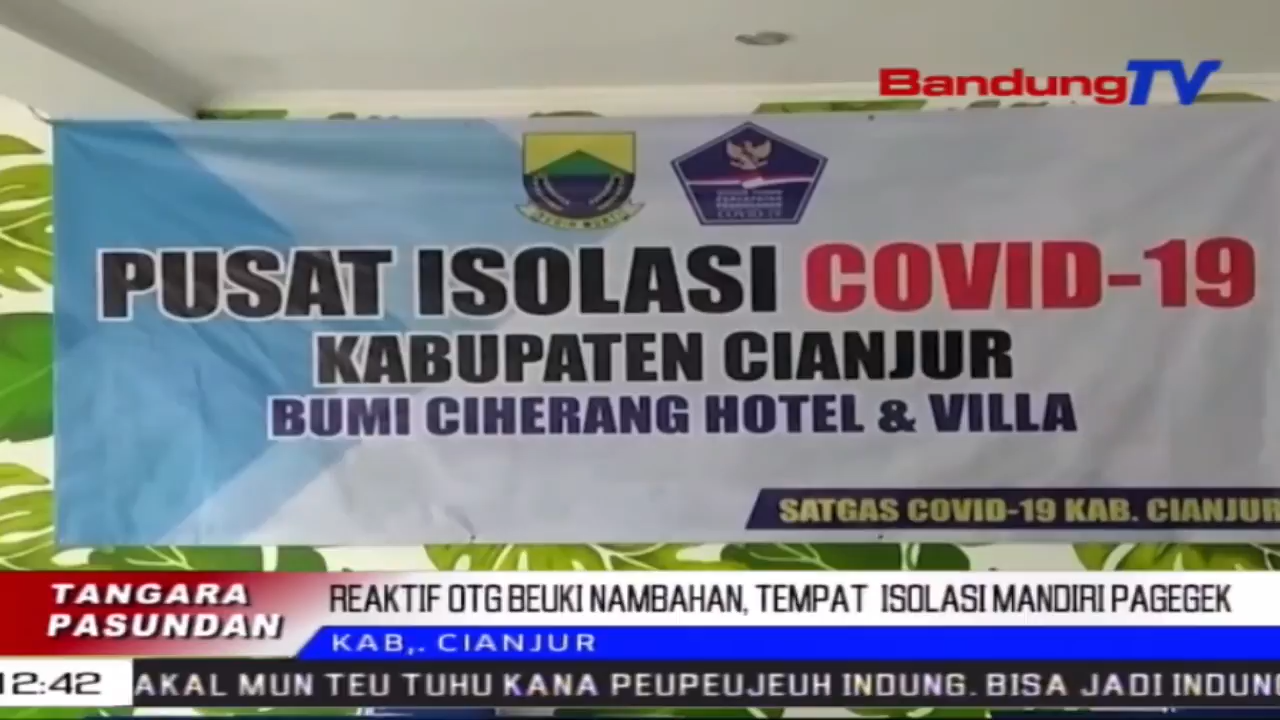 BandungTV
PUSAT ISOLASI COVID-19
KABUPATEN CIANJUR
BUMI CIHERANG HOTEL & VILLA
SATGAS COVID-19 KAB. CIANJUR
TANGARA
PASUNDAN
REAKTIF OTG BEUKI NAMBAHAN, TEMPAT ISOLASI MANDIRI PAGEGEK
KAB,. CIANJUR
12:42
AKAL MUN TEU TUHU KANA PEUPEUJEUH INDUNG. BISA JADI INDUN